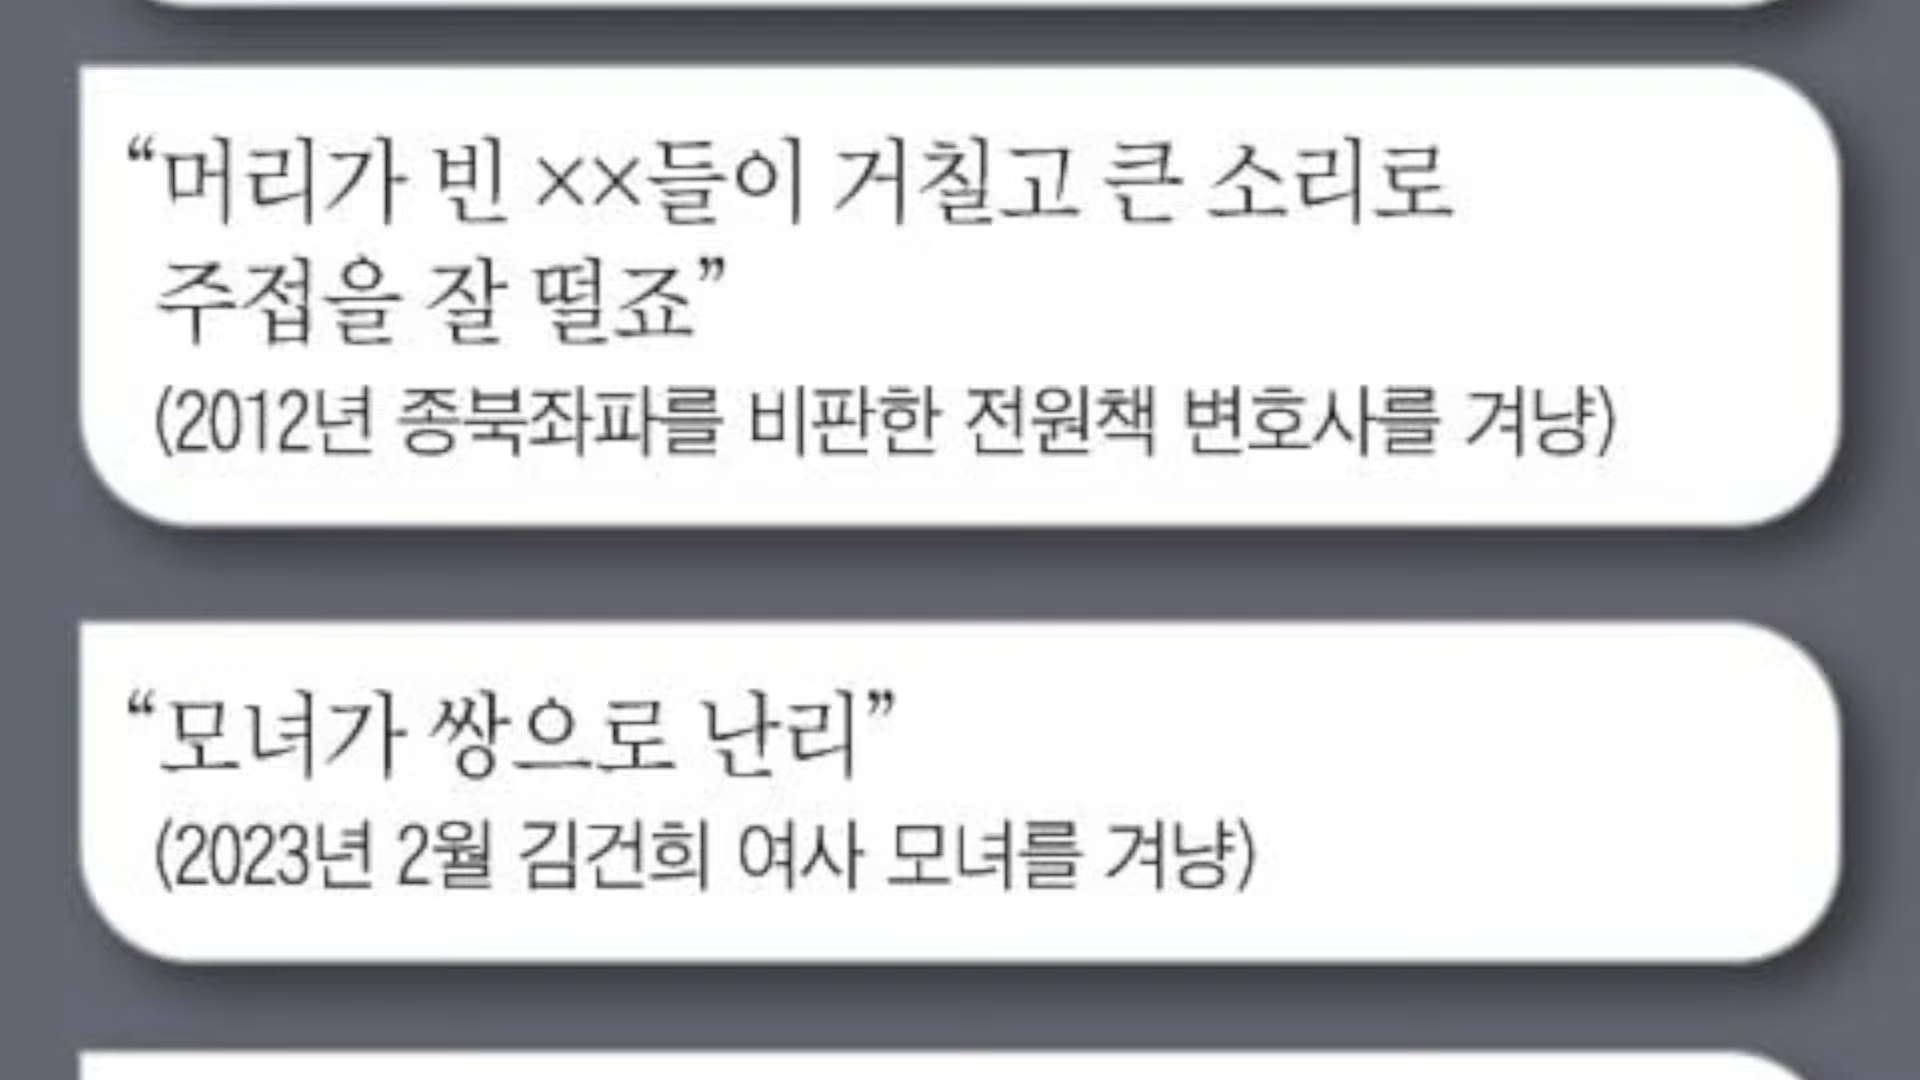 “머리가 빈 ××들이 거칠고 큰 소리로
주접을 잘 떨죠”
(2012년 종북좌파를 비판한 전원책 변호사를 겨냥)
“모녀가 쌍으로 난리”
(2023년 2월 김건희 여사 모녀를 겨냥)